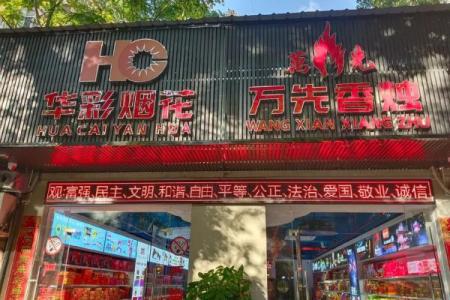 HC
华彩烟花
HUA CAI YAN HUA
萬 先
万先香烛
WANG XIAN XIANG ZHU
观:富强、民主、文明、和谐、自由、平等、公正、法治、爱国、敬业、诚信